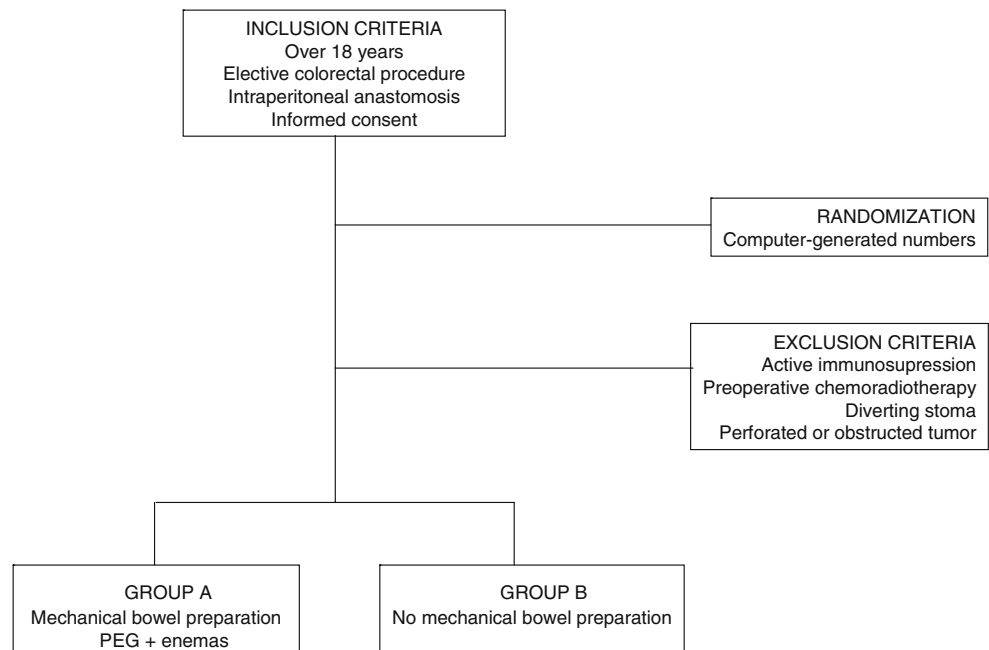 INCLUSION CRITERIA
Over 18 years
Elective colorectal procedure
Intraperitoneal anastomosis
Informed consent
RANDOMIZATION
Computer-generated numbers
EXCLUSION CRITERIA
Active immunosupression
Preoperative chemoradiotherapy
Diverting stoma
Perforated or obstructed tumor
GROUP A
Mechanical bowel preparation
PEG + enemas
GROUP B
No mechanical bowel preparation